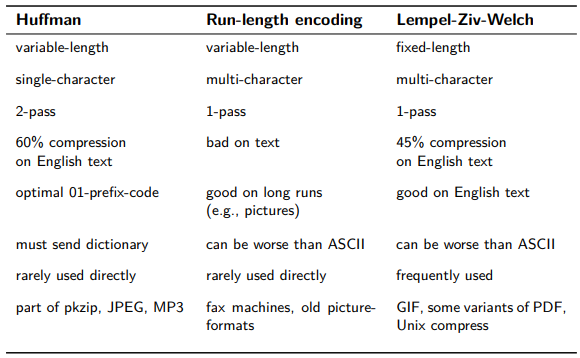 Huffman Run-length encoding Lempel-Ziv-Welch
variable-length variable-length fixed-length
single-character multi-character multi-character
2-pass 1-pass 1-pass
60% compression bad on text 45% compression
on English text on English text
optimal 01-prefix-code good on long runs good on English text
(e.g., pictures)
must send dictionary can be worse than ASCII can be worse than ASCII
rarely used directly rarely used directly frequently used
part of pkzip, JPEG, MP3 fax machines, old picture- GIF, some variants of PDF,
formats Unix compress